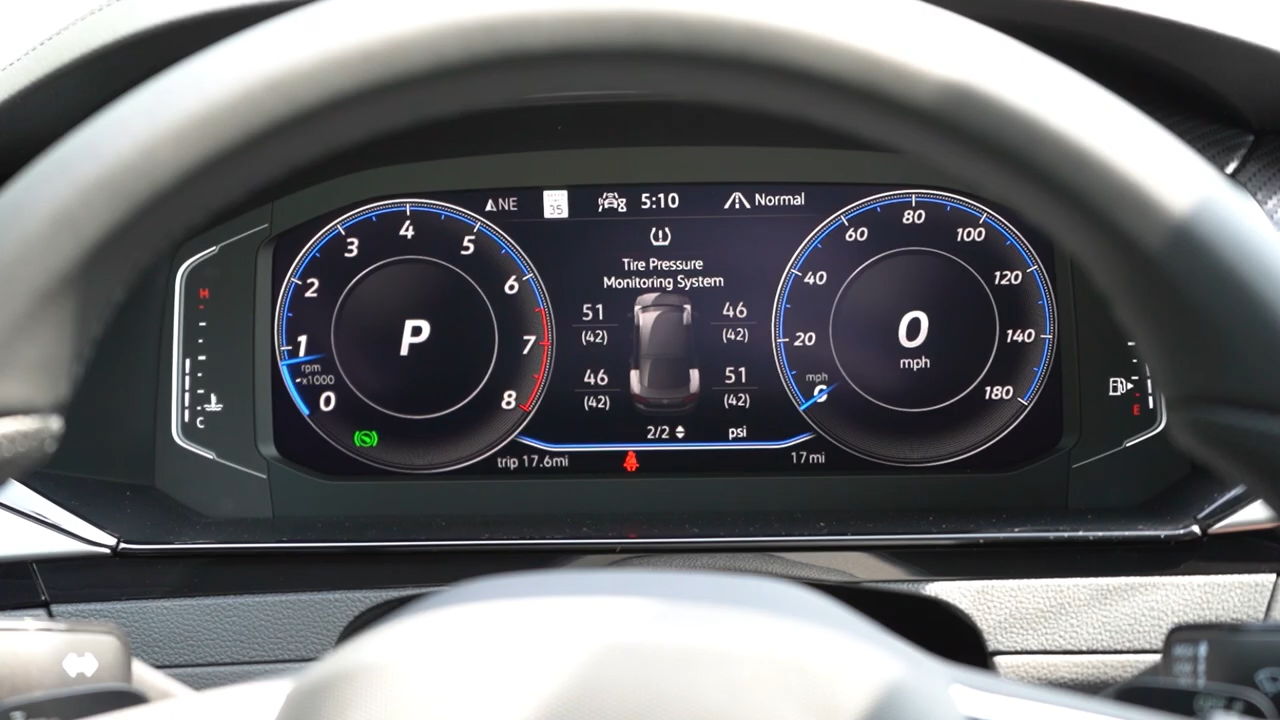 NE
35
5:10
Normal
Tire Pressure
Monitoring System
51
(42)
46
(42)
46
(42)
51
(42)
2/2
psi
0
1
2
3
4
5
6
7
8
rpm
x1000
P
0
20
40
60
80
100
120
140
180
mph
0
mph
H
C
E
trip 17.6mi
17 mi